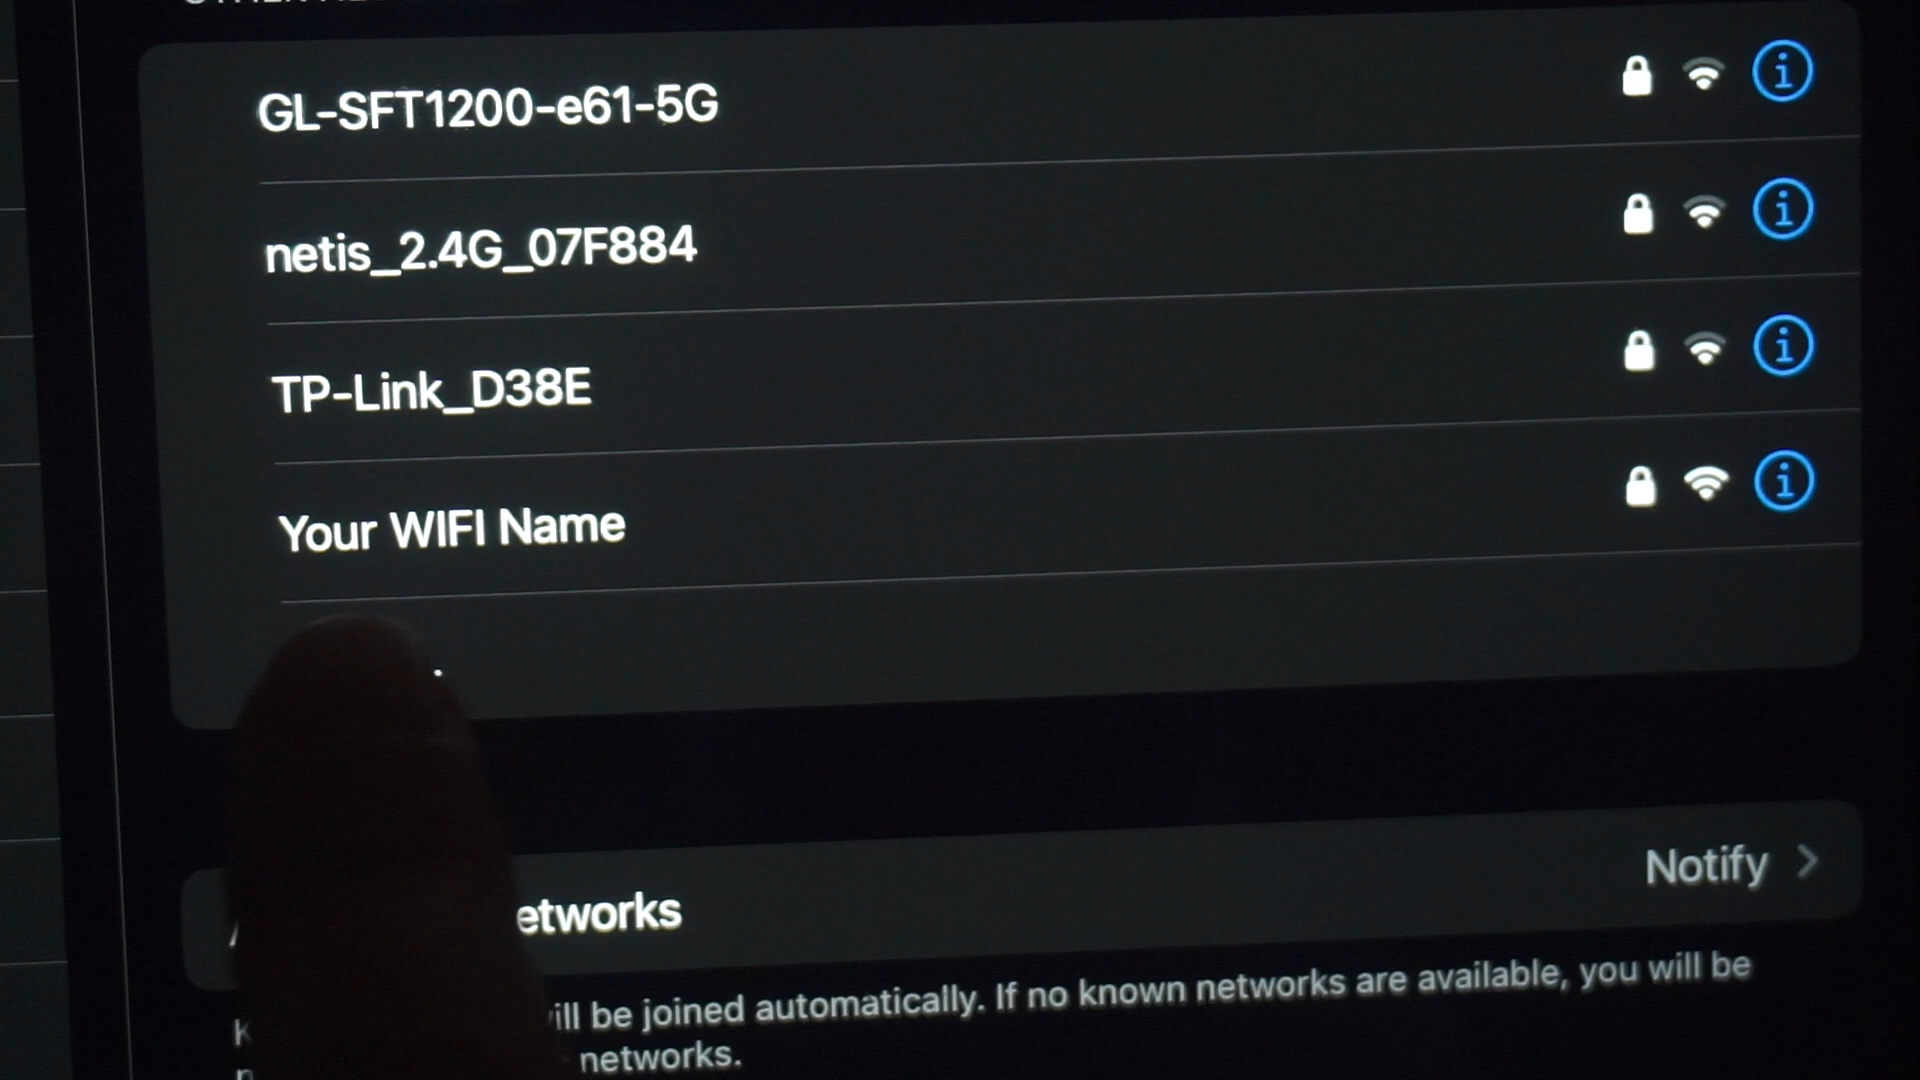 GL-SFT1200-e61-5G
netis_2.4G_07F884
TP-Link_D38E
Your WIFI Name
etworks
Notify
ill be joined automatically. If no known networks are available, you will be
networks.